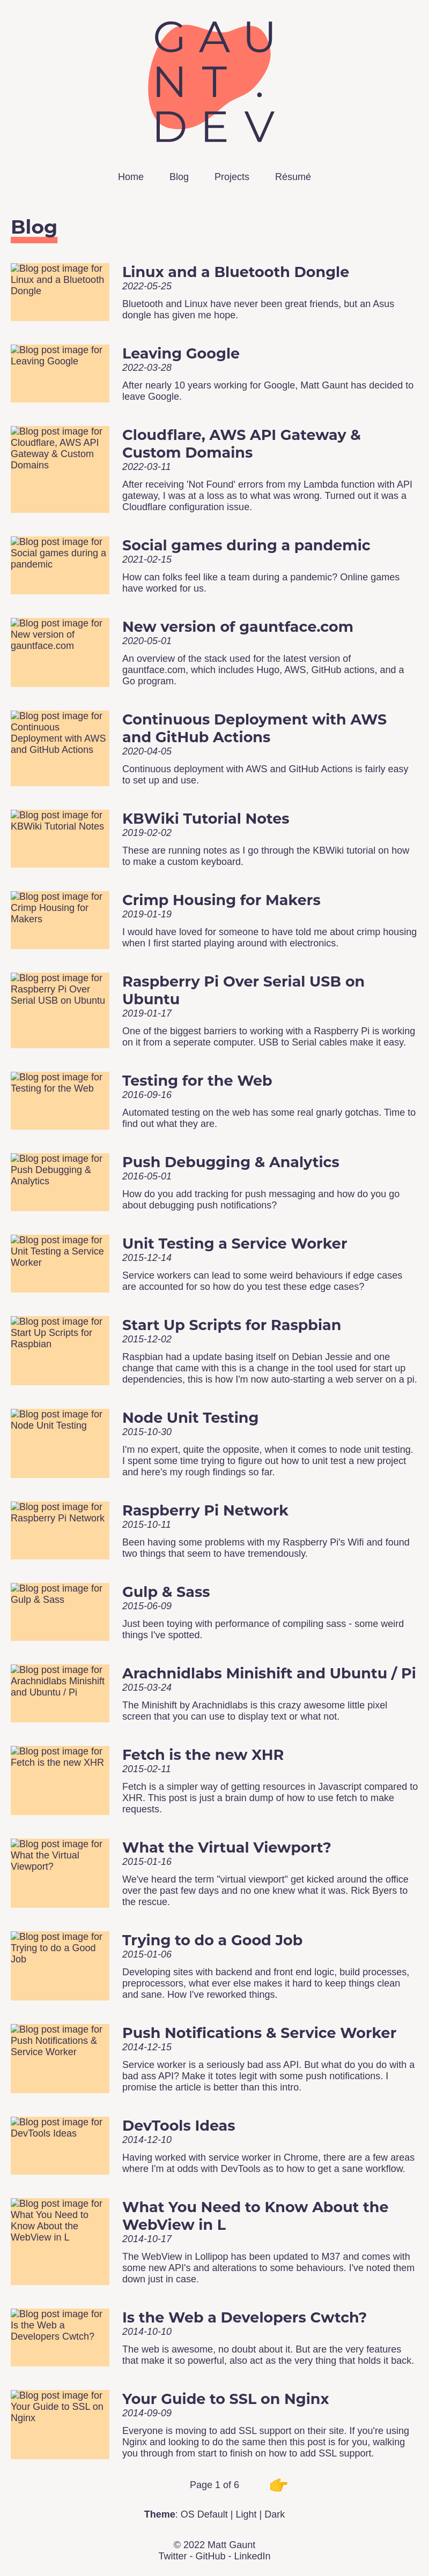 GAU
NT.
DEV
Home Blog Projects Résumé
Blog
Blog post image for
Linux and a Bluetooth
Dongle
Linux and a Bluetooth Dongle
2022-05-25
Bluetooth and Linux have never been great friends, but an Asus
dongle has given me hope.
Blog post image for
Leaving Google
Leaving Google
2022-03-28
After nearly 10 years working for Google, Matt Gaunt has decided to
leave Google.
Blog post image for
Cloudflare, AWS API
Gateway & Custom
Domains
Cloudflare, AWS API Gateway &
Custom Domains
2022-03-11
After receiving 'Not Found' errors from my Lambda function with API
gateway, I was at a loss as to what was wrong. Turned out it was a
Cloudflare configuration issue.
Blog post image for
Social games during a
pandemic
Social games during a pandemic
2021-02-15
How can folks feel like a team during a pandemic? Online games
have worked for us.
Blog post image for
New version of
gauntface.com
New version of gauntface.com
2020-05-01
An overview of the stack used for the latest version of
gauntface.com, which includes Hugo, AWS, GitHub actions, and a
Go program.
Blog post image for
Continuous
Deployment with AWS
and GitHub Actions
Continuous Deployment with AWS
and GitHub Actions
2020-04-05
Continuous deployment with AWS and GitHub Actions is fairly easy
to set up and use.
Blog post image for
KBWiki Tutorial Notes
KBWiki Tutorial Notes
2019-02-02
These are running notes as I go through the KBWiki tutorial on how
to make a custom keyboard.
Blog post image for
Crimp Housing for
Makers
Crimp Housing for Makers
2019-01-19
I would have loved for someone to have told me about crimp housing
when I first started playing around with electronics.
Blog post image for
Raspberry Pi Over
Serial USB on Ubuntu
Raspberry Pi Over Serial USB on
Ubuntu
2019-01-17
One of the biggest barriers to working with a Raspberry Pi is working
on it from a seperate computer. USB to Serial cables make it easy.
Blog post image for
Testing for the Web
Testing for the Web
2016-09-16
Automated testing on the web has some real gnarly gotchas. Time to
find out what they are.
Blog post image for
Push Debugging &
Analytics
Push Debugging & Analytics
2016-05-01
How do you add tracking for push messaging and how do you go
about debugging push notifications?
Blog post image for
Unit Testing a Service
Worker
Unit Testing a Service Worker
2015-12-14
Service workers can lead to some weird behaviours if edge cases
are accounted for so how do you test these edge cases?
Blog post image for
Start Up Scripts for
Raspbian
Start Up Scripts for Raspbian
2015-12-02
Raspbian had a update basing itself on Debian Jessie and one
change that came with this is a change in the tool used for start up
dependencies, this is how I'm now auto-starting a web server on a pi.
Blog post image for
Node Unit Testing
Node Unit Testing
2015-10-30
I'm no expert, quite the opposite, when it comes to node unit testing.
I spent some time trying to figure out how to unit test a new project
and here's my rough findings so far.
Blog post image for
Raspberry Pi Network
Raspberry Pi Network
2015-10-11
Been having some problems with my Raspberry Pi's Wifi and found
two things that seem to have tremendously.
Blog post image for
Gulp & Sass
Gulp & Sass
2015-06-09
Just been toying with performance of compiling sass - some weird
things I've spotted.
Blog post image for
Arachnidlabs Minishift
and Ubuntu / Pi
Arachnidlabs Minishift and Ubuntu / Pi
2015-03-24
The Minishift by Arachnidlabs is this crazy awesome little pixel
screen that you can use to display text or what not.
Blog post image for
Fetch is the new XHR
Fetch is the new XHR
2015-02-11
Fetch is a simpler way of getting resources in Javascript compared to
XHR. This post is just a brain dump of how to use fetch to make
requests.
Blog post image for
What the Virtual
Viewport?
What the Virtual Viewport?
2015-01-16
We've heard the term "virtual viewport" get kicked around the office
over the past few days and no one knew what it was. Rick Byers to
the rescue.
Blog post image for
Trying to do a Good
Job
Trying to do a Good Job
2015-01-06
Developing sites with backend and front end logic, build processes,
preprocessors, what ever else makes it hard to keep things clean
and sane. How I've reworked things.
Blog post image for
Push Notifications &
Service Worker
Push Notifications & Service Worker
2014-12-15
Service worker is a seriously bad ass API. But what do you do with a
bad ass API? Make it totes legit with some push notifications. I
promise the article is better than this intro.
Blog post image for
DevTools Ideas
DevTools Ideas
2014-12-10
Having worked with service worker in Chrome, there are a few areas
where I'm at odds with DevTools as to how to get a sane workflow.
Blog post image for
What You Need to
Know About the
WebView in L
What You Need to Know About the
WebView in L
2014-10-17
The WebView in Lollipop has been updated to M37 and comes with
some new API's and alterations to some behaviours. I've noted them
down just in case.
Blog post image for
Is the Web a
Developers Cwtch?
Is the Web a Developers Cwtch?
2014-10-10
The web is awesome, no doubt about it. But are the very features
that make it so powerful, also act as the very thing that holds it back.
Blog post image for
Your Guide to SSL on
Nginx
Your Guide to SSL on Nginx
2014-09-09
Everyone is moving to add SSL support on their site. If you're using
Nginx and looking to do the same then this post is for you, walking
you through from start to finish on how to add SSL support.
Page 1 of 6 👉
Theme: OS Default | Light | Dark
© 2022 Matt Gaunt
Twitter - GitHub - LinkedIn